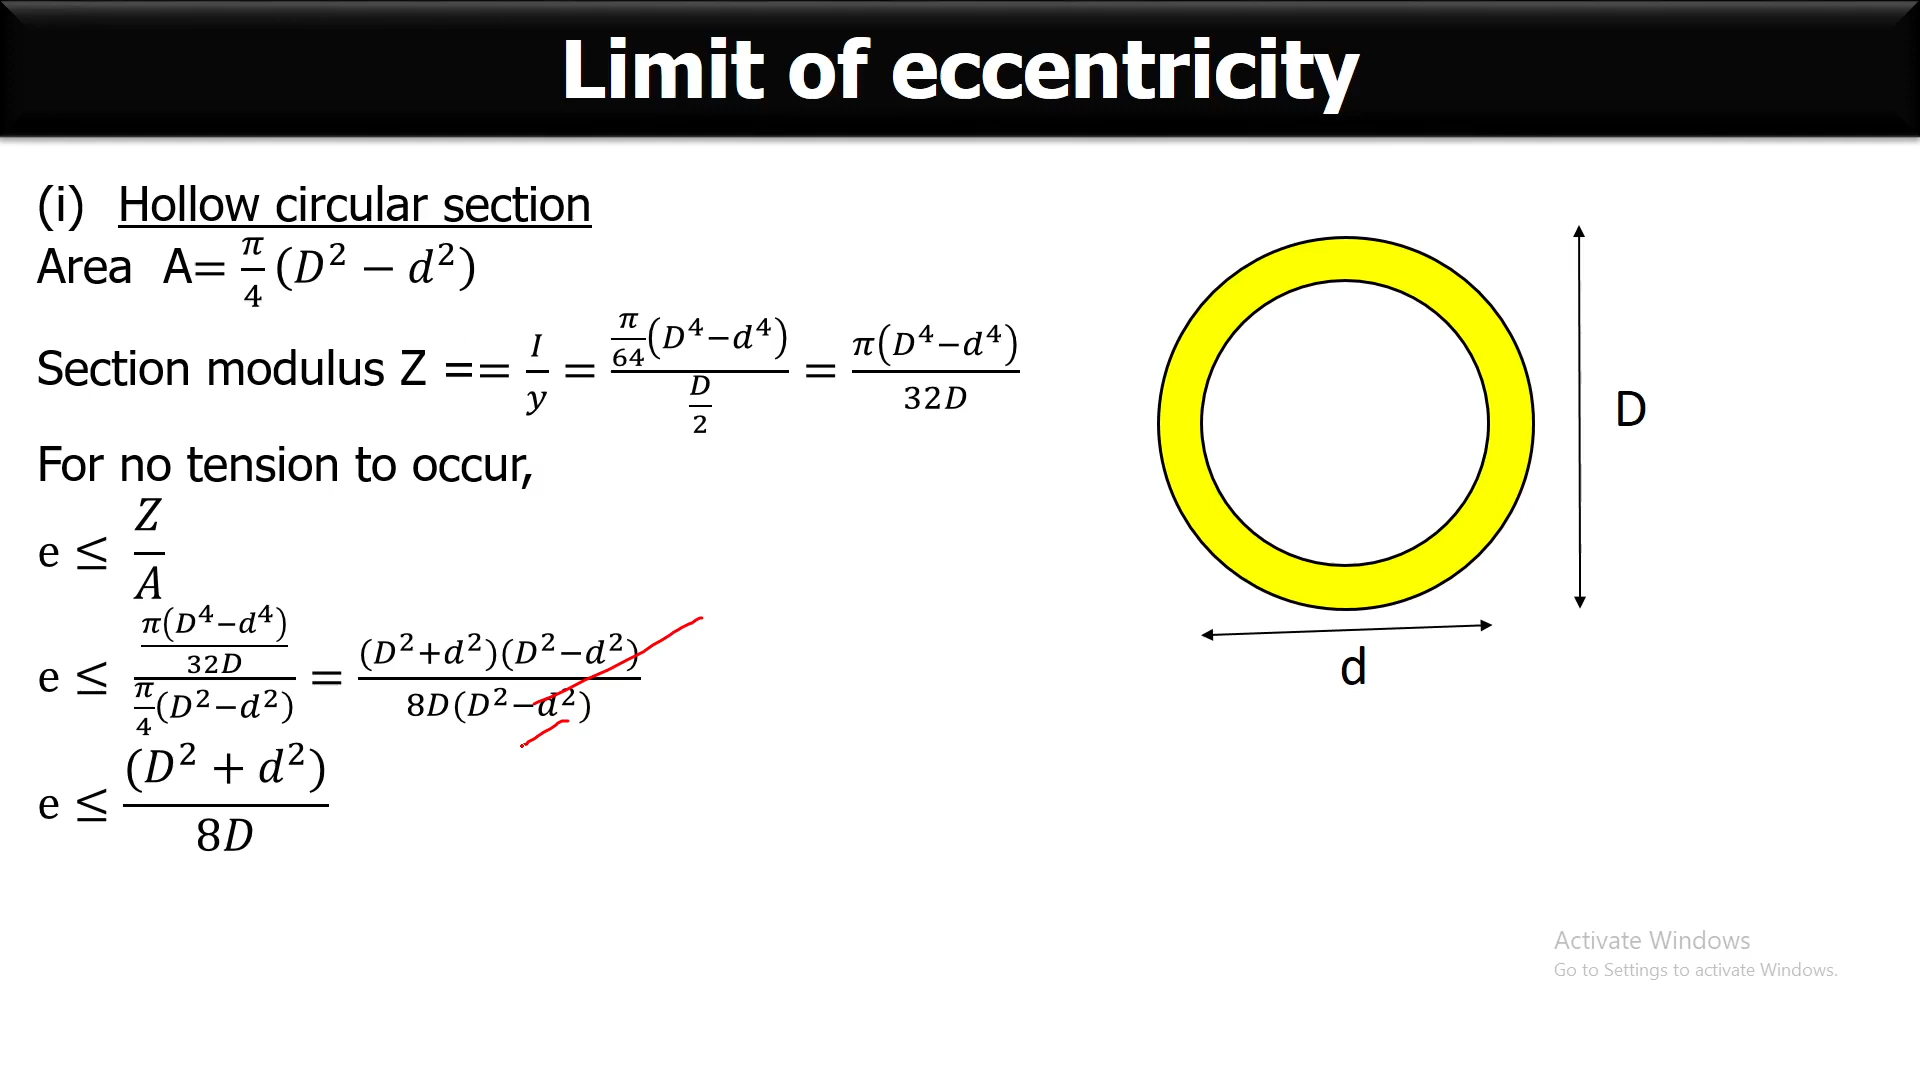 Limit of eccentricity
(i) Hollow circular section
Area A= π/4 (D² − d²)
Section modulus Z == I/y = (π/64 (D⁴−d⁴))/(D/2) = π(D⁴−d⁴)/32D
For no tension to occur,
e ≤ Z/A
e ≤ (π(D⁴−d⁴)/32D)/(π/4 (D²−d²)) = (D²+d²)(D²−d²)/8D(D²−d²)
e ≤ (D² + d²)/8D
D
d
Activate Windows
Go to Settings to activate Windows.